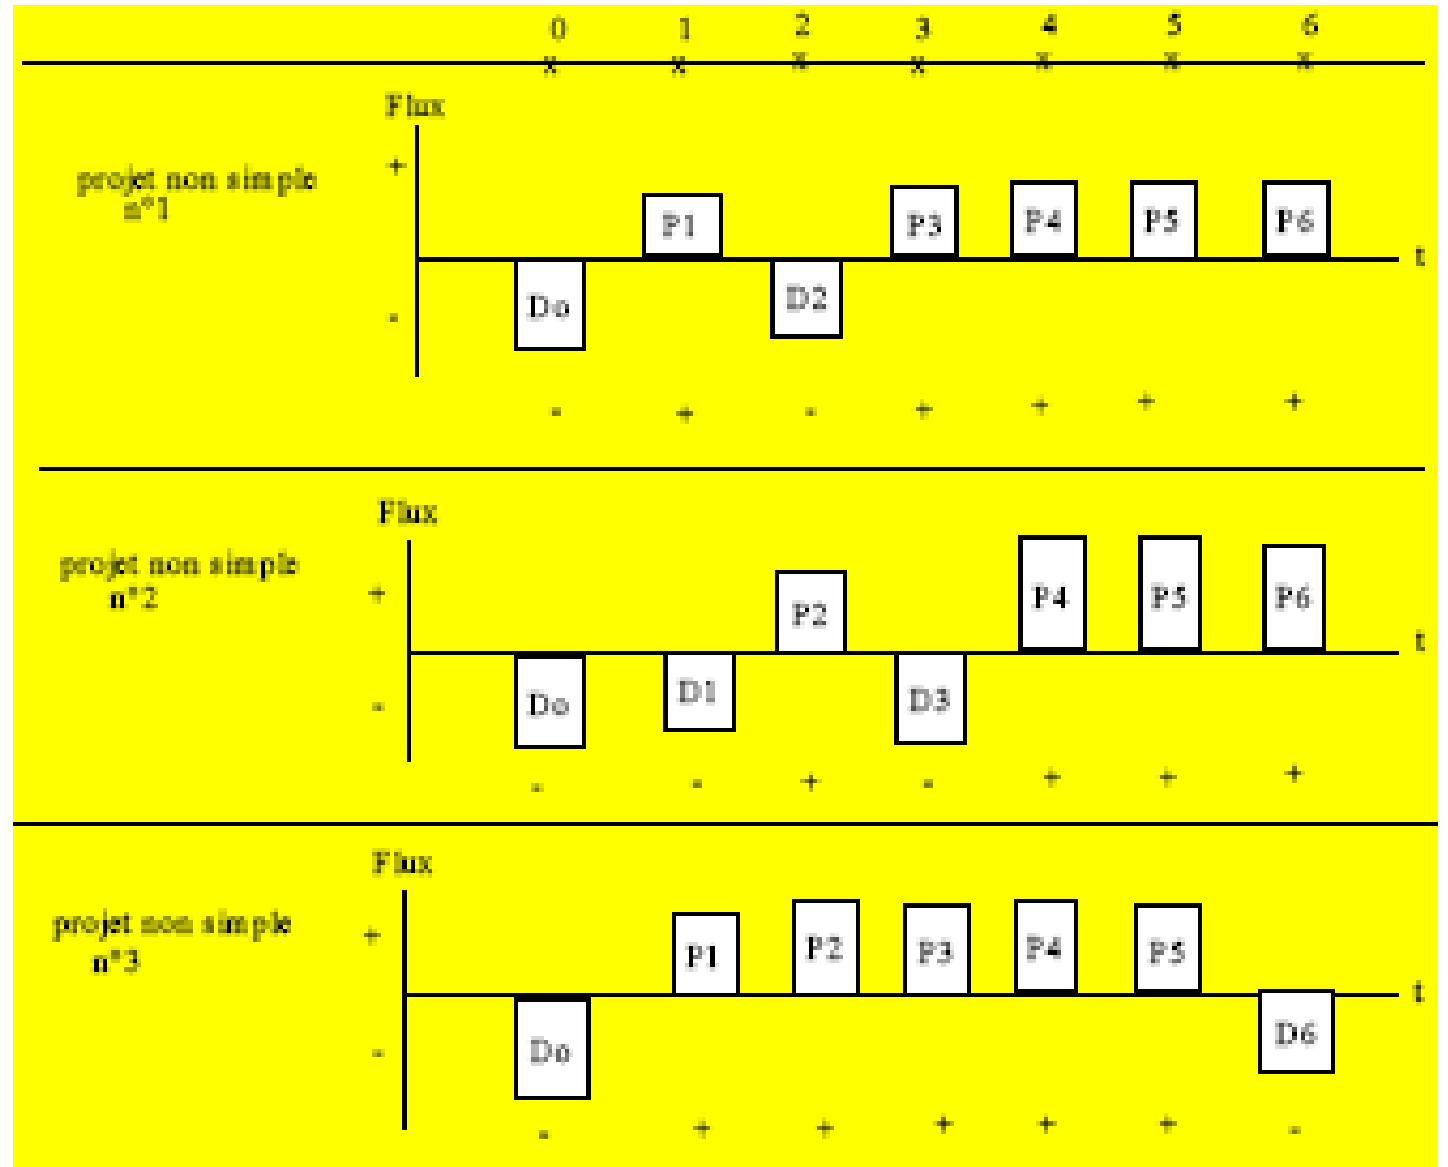 0 1 2 3 4 5 6
x x x x x x x
Flux
+
projet non simple
n°1
P1 P3 P4 P5 P6
t
Do D2
-
- + - + + + +
Flux
projet non simple
n°2
+
P2 P4 P5 P6
t
Do D1 D3
-
- - + - + + +
Flux
projet non simple
n°3
+
P1 P2 P3 P4 P5
t
Do D6
-
- + + + + + -